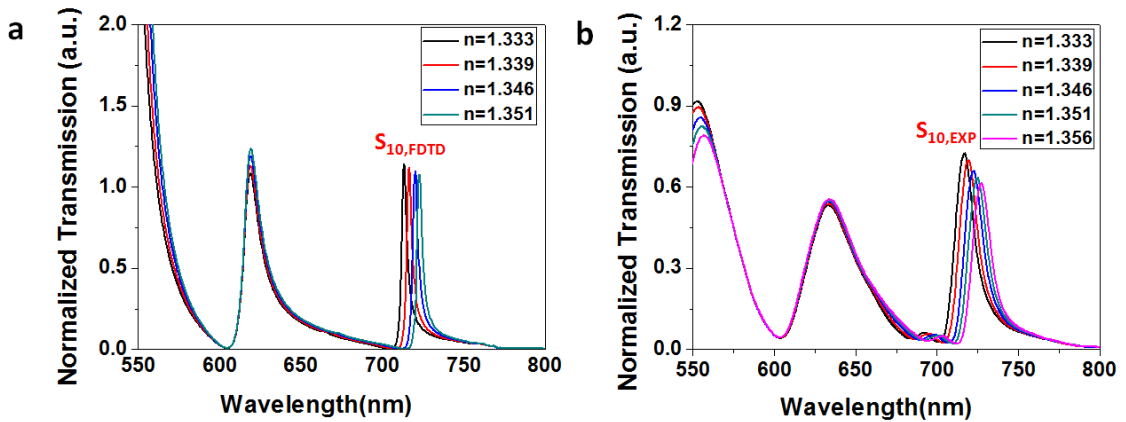 a
Normalized Transmission (a.u.)
2.0
1.5
1.0
0.5
0.0
n=1.333
n=1.339
n=1.346
n=1.351
S10,FDTD
550
600
650
700
750
800
Wavelength(nm)
b
Normalized Transmission (a.u.)
1.2
0.9
0.6
0.3
0.0
n=1.333
n=1.339
n=1.346
n=1.351
n=1.356
S10,EXP
550
600
650
700
750
800
Wavelength(nm)